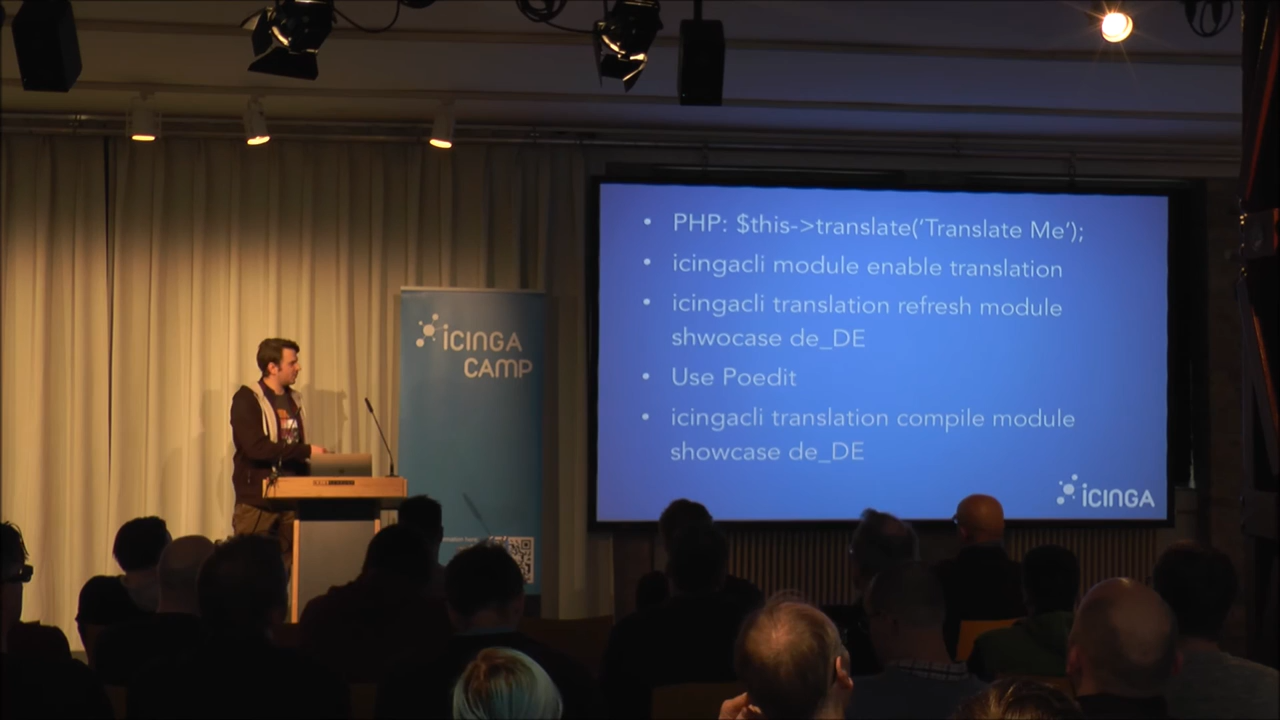 • PHP: $this->translate(‘Translate Me’);
• icingacli module enable translation
• icingacli translation refresh module
shwocase de_DE
• Use Poedit
• icingacli translation compile module
showcase de_DE
iCINGA
iCINGA
CAMP